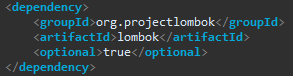 <dependency>
    <groupId>org.projectlombok</groupId>
    <artifactId>lombok</artifactId>
    <optional>true</optional>
</dependency>